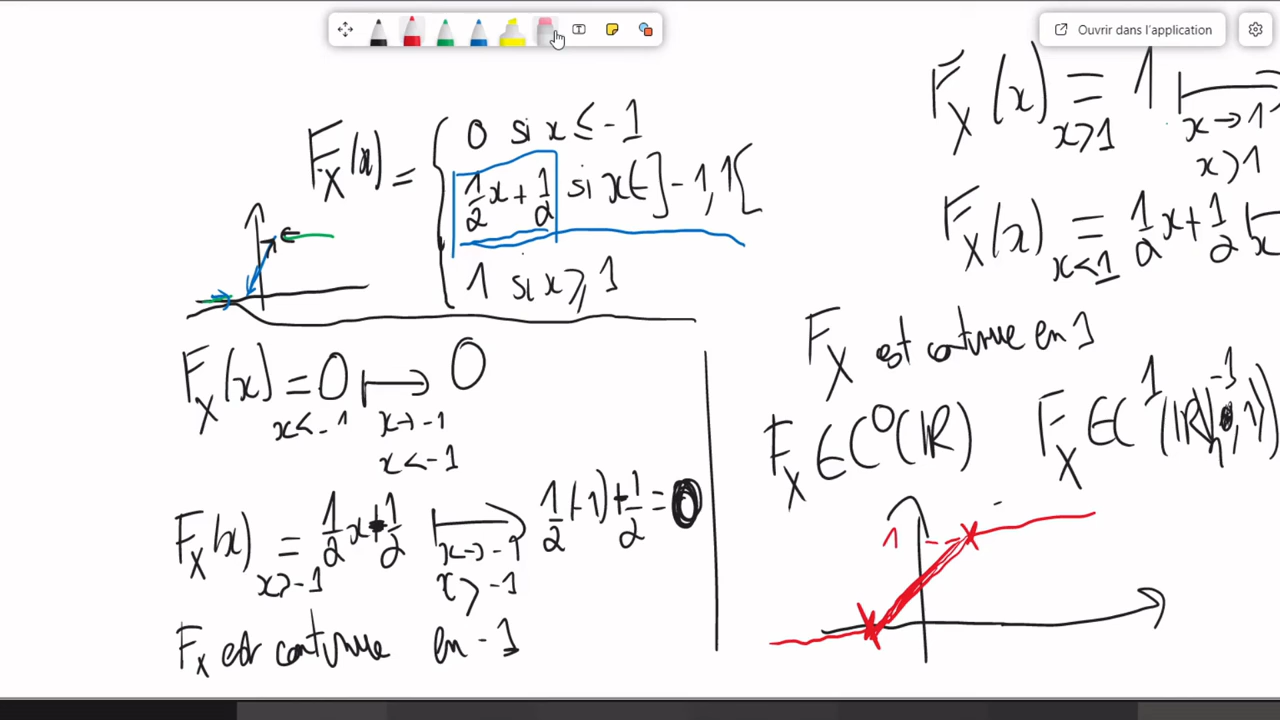 Ouvrir dans l'application
F_X(x) = { 0 si x ≤ -1
1/2 x + 1/2 si x ∈ ]-1, 1[
1 si x ⩾ 1
F_X(x) = 0 ⟼ 0
x < -1 x → -1
x < -1
F_X(x) = 1/2 x + 1/2 ⟼ 1/2 (-1) + 1/2 = 0
x > -1 x → -1
x > -1
F_X est continue en -1
F_X(x) = 1 ⟼
x > 1 x → 1
x > 1
F_X(x) = 1/2 x + 1/2
x < 1 x
F_X est continue en 1
F_X ∈ C^0(IR) F_X ∈ C^1(IR\{-1, 1})
1